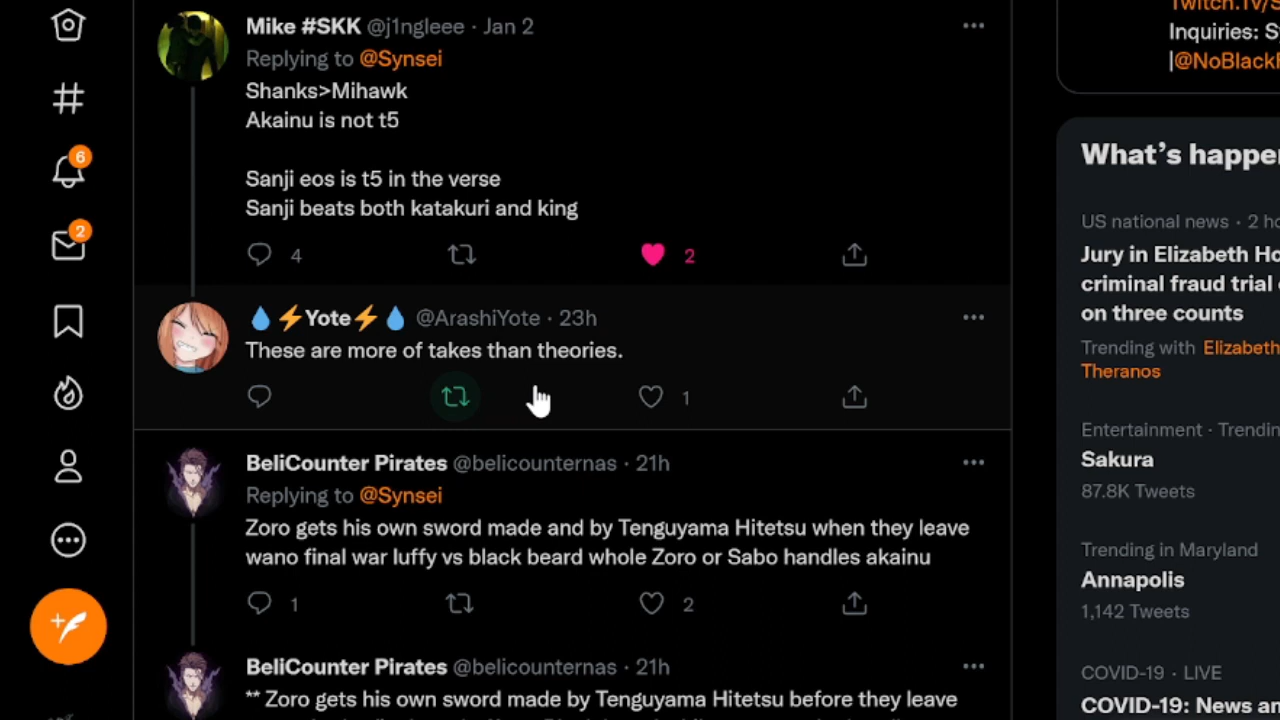 Mike #SKK @j1ngleee · Jan 2
Replying to @Synsei
Shanks>Mihawk
Akainu is not t5
Sanji eos is t5 in the verse
Sanji beats both katakuri and king
4
2
💧⚡Yote⚡💧 @ArashiYote · 23h
These are more of takes than theories.
1
BeliCounter Pirates @belicounternas · 21h
Replying to @Synsei
Zoro gets his own sword made and by Tenguyama Hitetsu when they leave
wano final war luffy vs black beard whole Zoro or Sabo handles akainu
1
2
BeliCounter Pirates @belicounternas · 21h
** Zoro gets his own sword made by Tenguyama Hitetsu before they leave
6
2
Inquiries: S
|@NoBlackF
What's happe
US national news · 2 ho
Jury in Elizabeth Ho
criminal fraud trial
on three counts
Trending with Elizabeth
Theranos
Entertainment · Trendin
Sakura
87.8K Tweets
Trending in Maryland
Annapolis
1,142 Tweets
COVID-19 · LIVE
COVID-19: News an